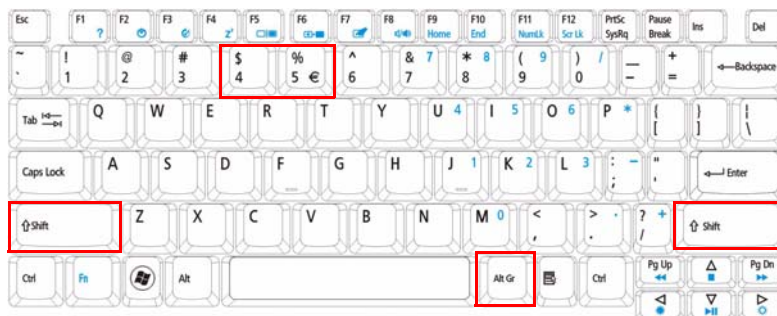 Esc F1 ? F2 F3 F4 Zz F5 F6 F7 F8 F9 Home F10 End F11 NumLk F12 Scr Lk PrtSc SysRq Pause Break Ins Del
~ ` ! 1 @ 2 # 3 $ 4 % 5 € ^ 6 & 7 7 * 8 8 ( 9 9 ) 0 / _ - + = Backspace
Tab Q W E R T Y U 4 I 5 O 6 P * { [ } ] | \
Caps Lock A S D F G H J 1 K 2 L 3 : ; - " ' Enter
Shift Z X C V B N M 0 < , > . . ? / + Shift
Ctrl Fn Alt Alt Gr Ctrl Pg Up Pg Dn